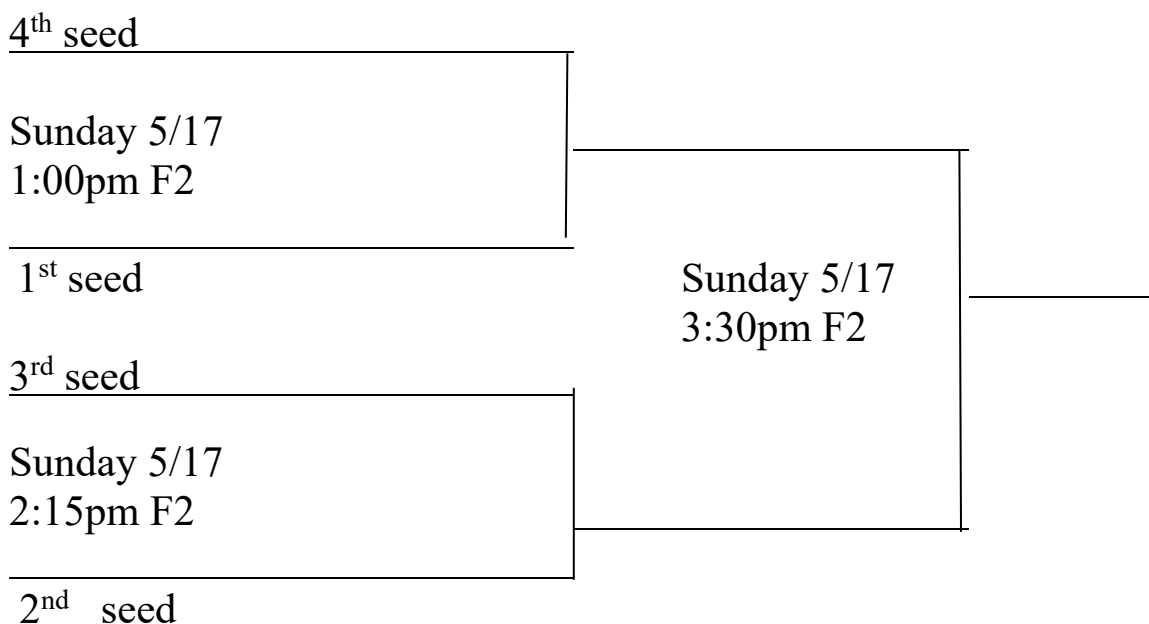 4th seed
Sunday 5/17
1:00pm F2
1st seed
Sunday 5/17
3:30pm F2
3rd seed
Sunday 5/17
2:15pm F2
2nd seed